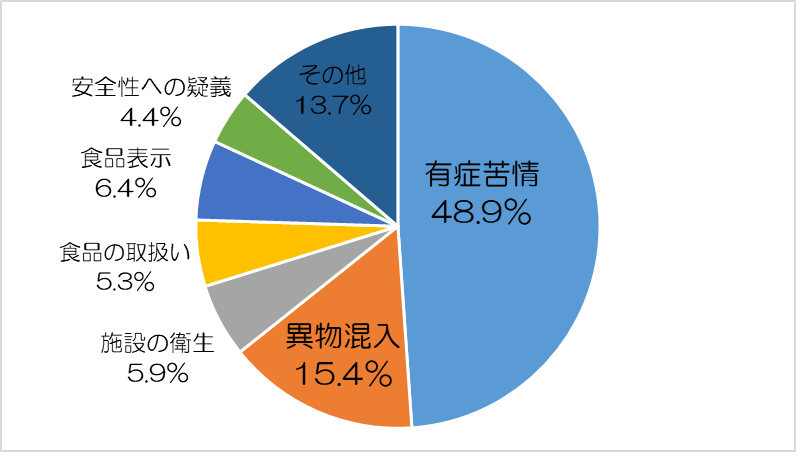 その他
13.7%
安全性への疑義
4.4%
食品表示
6.4%
有症苦情
48.9%
食品の取扱い
5.3%
施設の衛生
5.9%
異物混入
15.4%